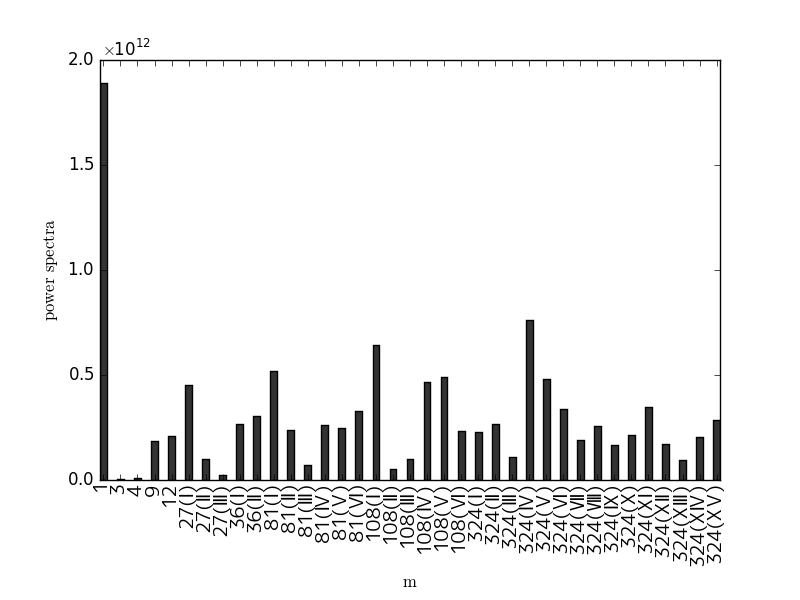 ×10^12
2.0
1.5
1.0
0.5
0.0
power spectra
1
3
4
9
12
27(I)
27(II)
27(III)
36(I)
36(II)
81(I)
81(II)
81(III)
81(IV)
81(V)
81(VI)
108(I)
108(II)
108(III)
108(IV)
108(V)
108(VI)
324(I)
324(II)
324(III)
324(IV)
324(V)
324(VI)
324(VII)
324(VIII)
324(IX)
324(X)
324(XI)
324(XII)
324(XIII)
324(XIV)
324(XV)
m